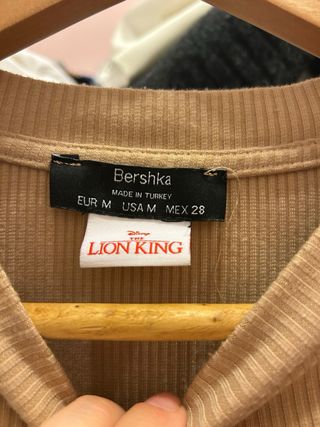 Bershka
MADE IN TURKEY
EUR M USA M MEX 28
Disney
THE
LION KING